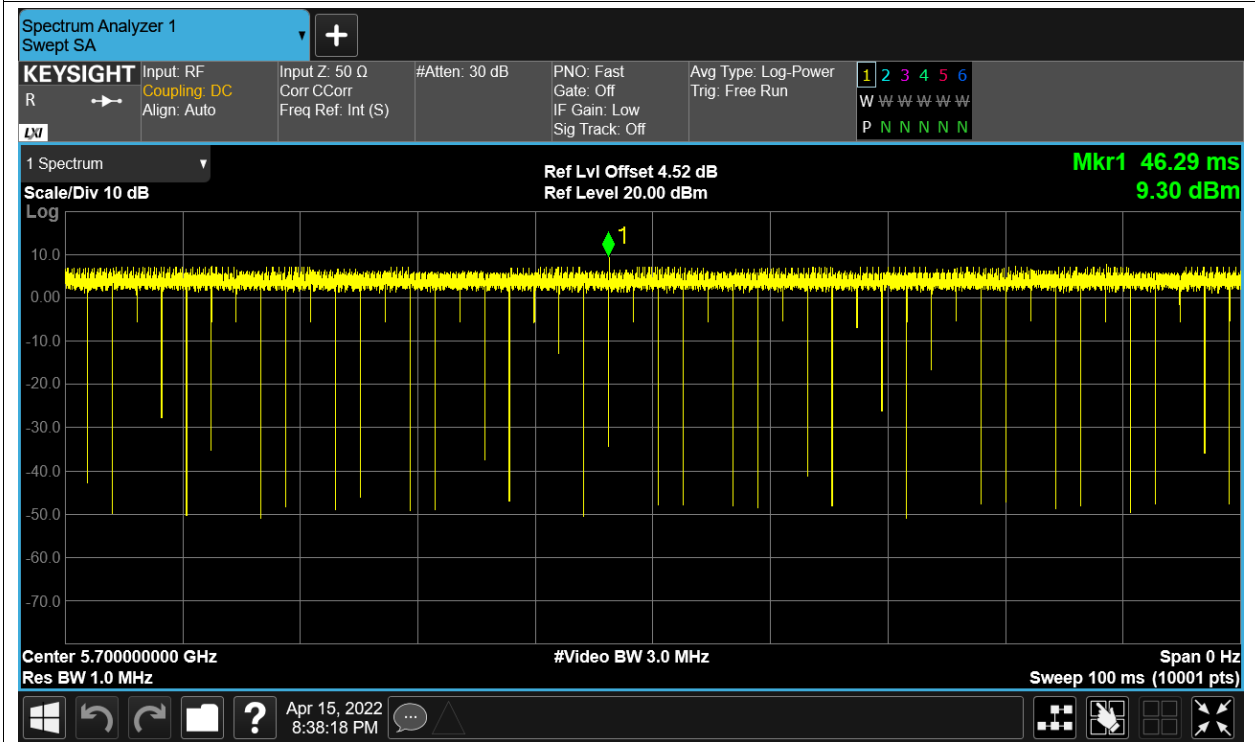 Spectrum Analyzer 1
Swept SA
KEYSIGHT
R
LXI
Input: RF
Coupling: DC
Align: Auto
Input Z: 50 Ω
Corr CCorr
Freq Ref: Int (S)
#Atten: 30 dB
PNO: Fast
Gate: Off
IF Gain: Low
Sig Track: Off
Avg Type: Log-Power
Trig: Free Run
1 2 3 4 5 6
W W W W W W
P N N N N N
1 Spectrum
Scale/Div 10 dB
Log
Ref Lvl Offset 4.52 dB
Ref Level 20.00 dBm
Mkr1 46.29 ms
9.30 dBm
1
10.0
0.00
-10.0
-20.0
-30.0
-40.0
-50.0
-60.0
-70.0
Center 5.700000000 GHz
Res BW 1.0 MHz
#Video BW 3.0 MHz
Span 0 Hz
Sweep 100 ms (10001 pts)
?
Apr 15, 2022
8:38:18 PM